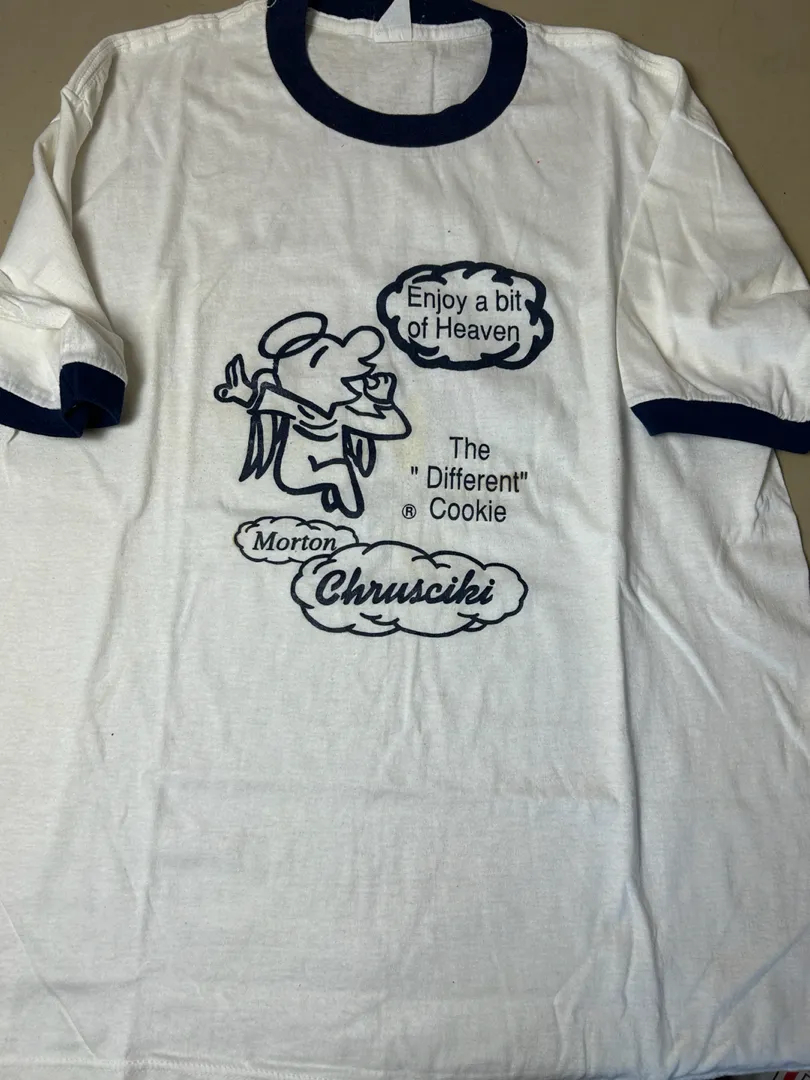 Enjoy a bit
of Heaven
The
" Different"
® Cookie
Morton
Chrusciki